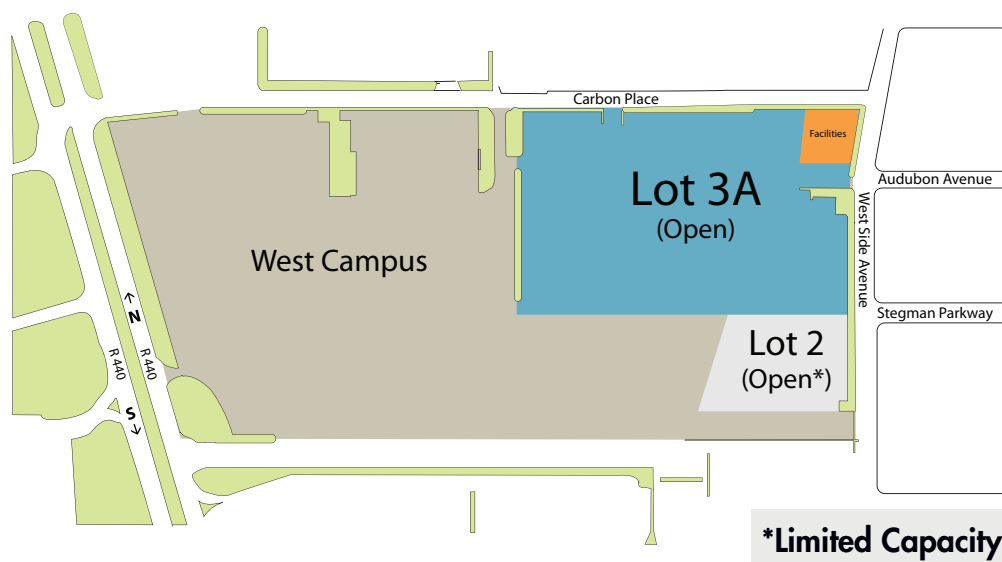 Carbon Place
Facilities
Lot 3A
(Open)
Audubon Avenue
West Side Avenue
West Campus
Stegman Parkway
N
R 440
R 440
S
Lot 2
(Open*)
*Limited Capacity